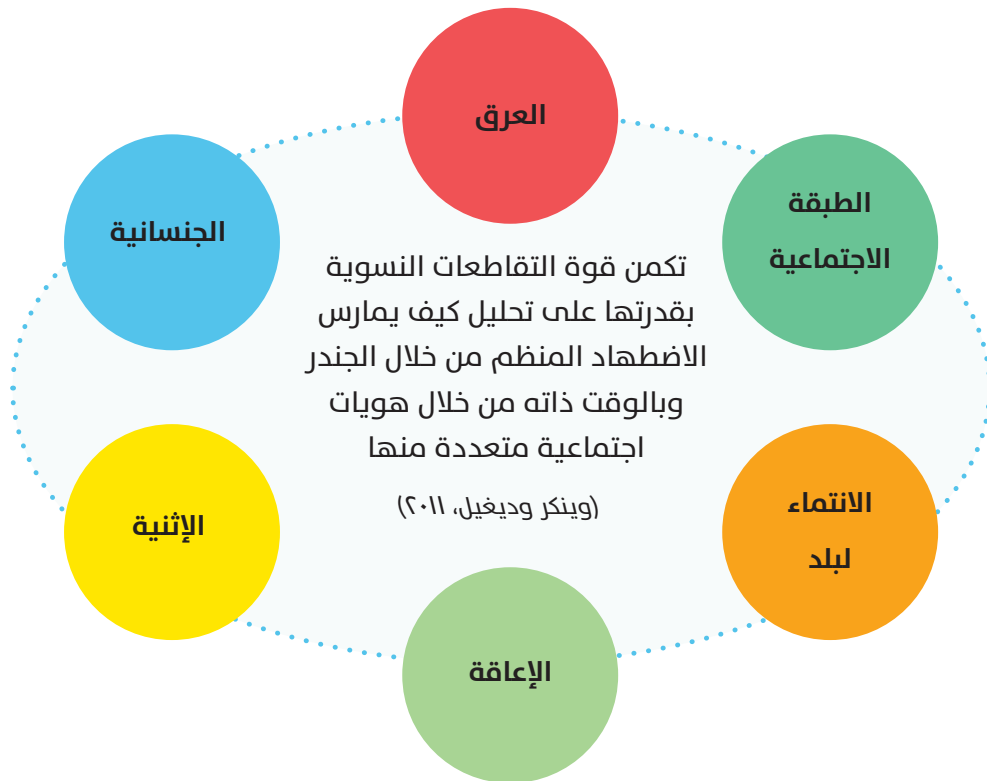 العرق
الطبقة
الاجتماعية
الجنسانية
تكمن قوة التقاطعات النسوية
بقدرتها على تحليل كيف يمارس
الاضطهاد المنظم من خلال الجندر
وبالوقت ذاته من خلال هويات
اجتماعية متعددة منها
(وينكر وديغيل، ٢٠١١)
الانتماء
لبلد
الإثنية
الإعاقة